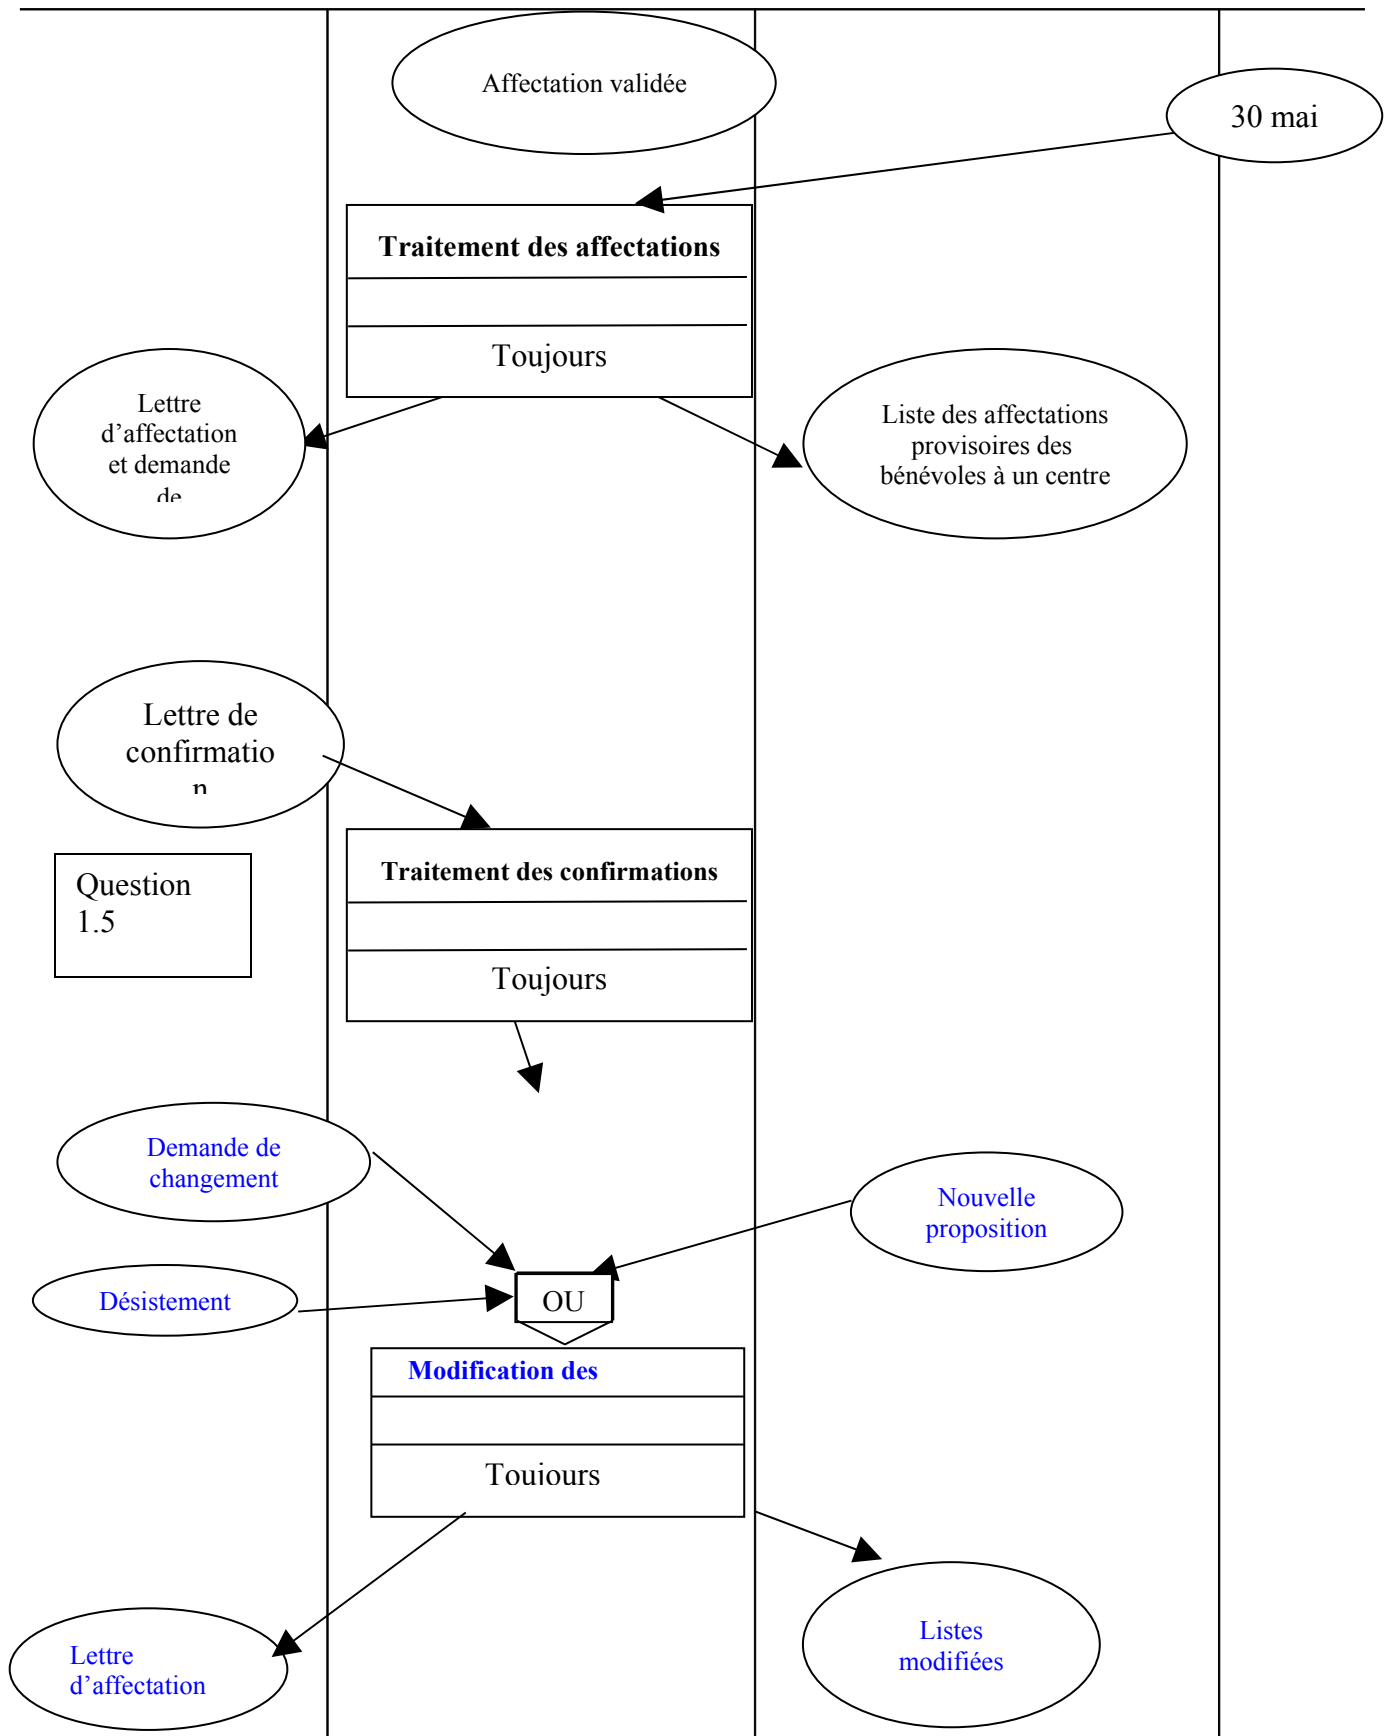 Affectation validée
30 mai
Traitement des affectations
Toujours
Lettre
d’affectation
et demande
de
Liste des affectations
provisoires des
bénévoles à un centre
Lettre de
confirmatio
n
Traitement des confirmations
Question
1.5
Toujours
Demande de
changement
Nouvelle
proposition
Désistement
OU
Modification des
Toujours
Lettre
d’affectation
Listes
modifiées